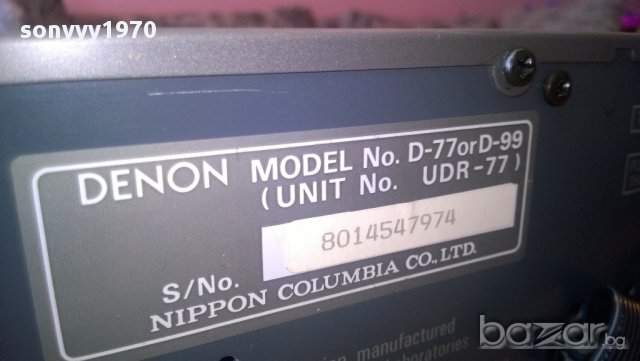 sonvvv1970
DENON MODEL No. D-77orD-99
(UNIT No. UDR-77)
S/No. 8014547974
NIPPON COLUMBIA CO., LTD.
manufactured
laboratories
bazar.bg